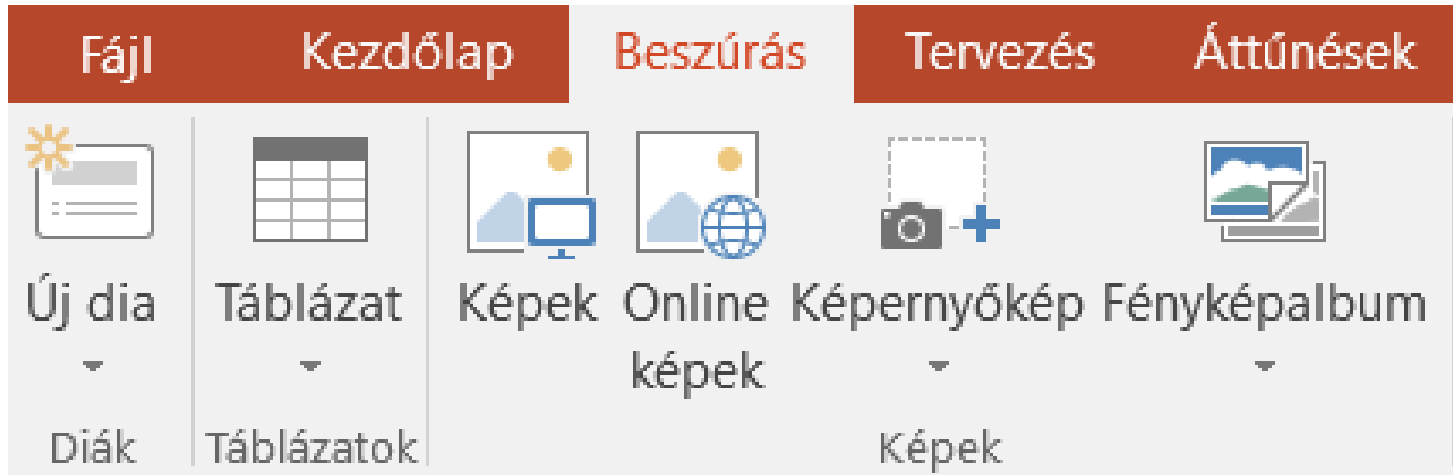 Fájl Kezdőlap Beszúrás Tervezés Áttűnések
Új dia Táblázat Képek Online képek Képernyőkép Fényképalbum
Diák Táblázatok Képek